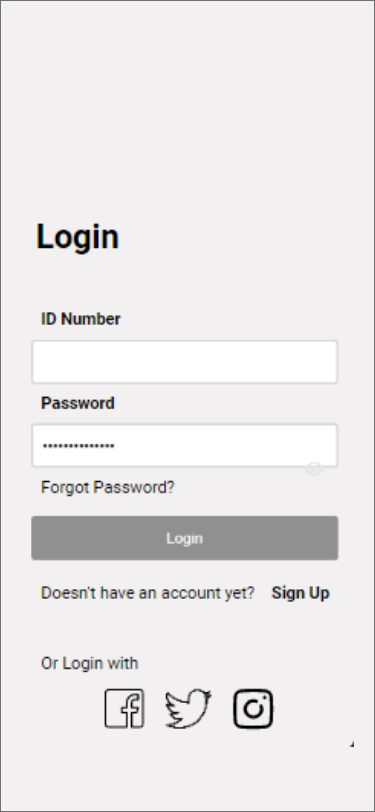 Login
ID Number
Password
••••••••••••••
Forgot Password?
Login
Doesn't have an account yet? Sign Up
Or Login with